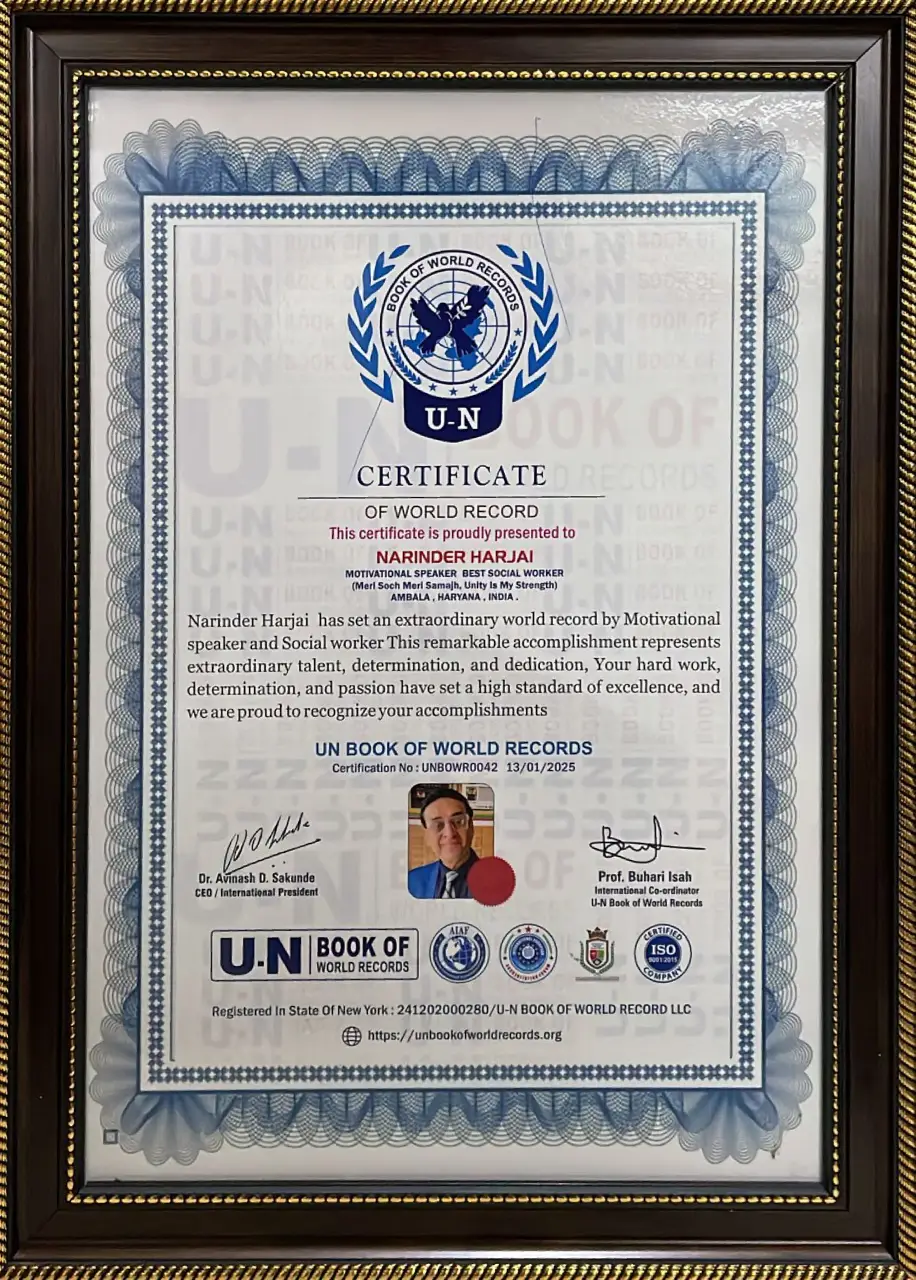 BOOK OF WORLD RECORDS
U-N
CERTIFICATE
OF WORLD RECORD
This certificate is proudly presented to
NARINDER HARJAI
MOTIVATIONAL SPEAKER BEST SOCIAL WORKER
(Meri Soch Meri Samajh, Unity Is My Strength)
AMBALA , HARYANA , INDIA .
Narinder Harjai has set an extraordinary world record by Motivational
speaker and Social worker This remarkable accomplishment represents
extraordinary talent, determination, and dedication, Your hard work,
determination, and passion have set a high standard of excellence, and
we are proud to recognize your accomplishments
UN BOOK OF WORLD RECORDS
Certification No : UNBOWR0042 13/01/2025
Dr. Avinash D. Sakunde
CEO / International President
Prof. Buhari Isah
International Co-ordinator
U-N Book of World Records
U-N BOOK OF
WORLD RECORDS
AIAF
CERTIFIED
ISO
9001:2015
COMPANY
Registered In State Of New York : 241202000280/U-N BOOK OF WORLD RECORD LLC
https://unbookofworldrecords.org